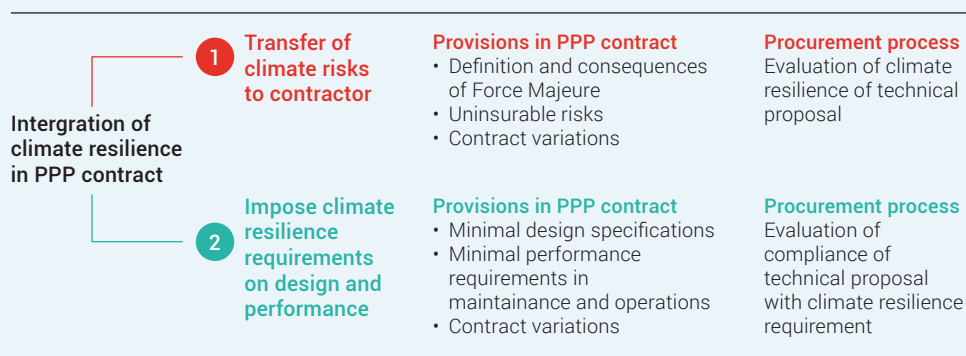 Intergration of
climate resilience
in PPP contract
1
Transfer of
climate risks
to contractor
Provisions in PPP contract
• Definition and consequences
of Force Majeure
• Uninsurable risks
• Contract variations
Procurement process
Evaluation of climate
resilience of technical
proposal
2
Impose climate
resilience
requirements
on design and
performance
Provisions in PPP contract
• Minimal design specifications
• Minimal performance
requirements in
maintainance and operations
• Contract variations
Procurement process
Evaluation of
compliance of
technical proposal
with climate resilience
requirement